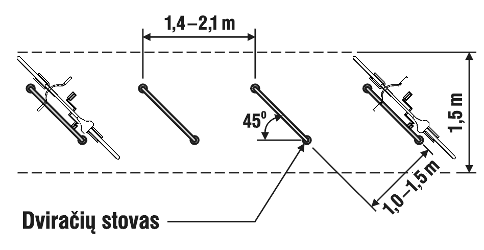 1,4–2,1 m
45°
1,5 m
1,0–1,5 m
Dviračių stovas